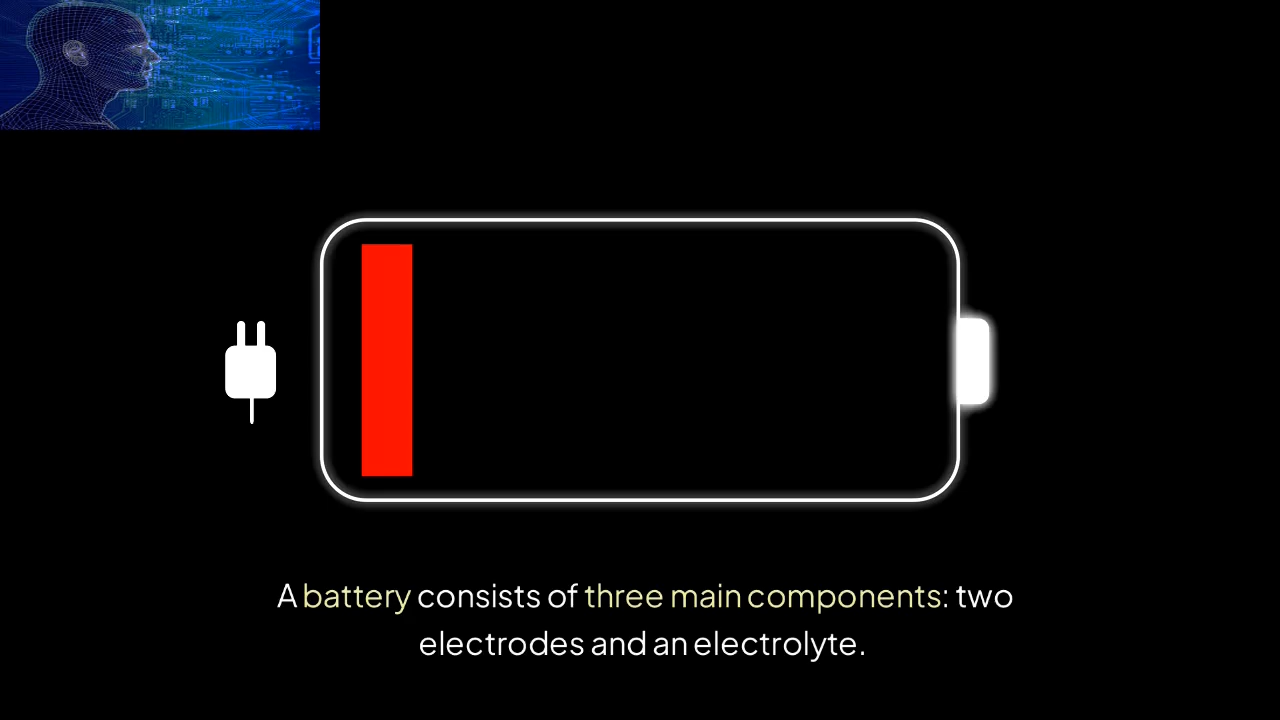 A battery consists of three main components: two
electrodes and an electrolyte.